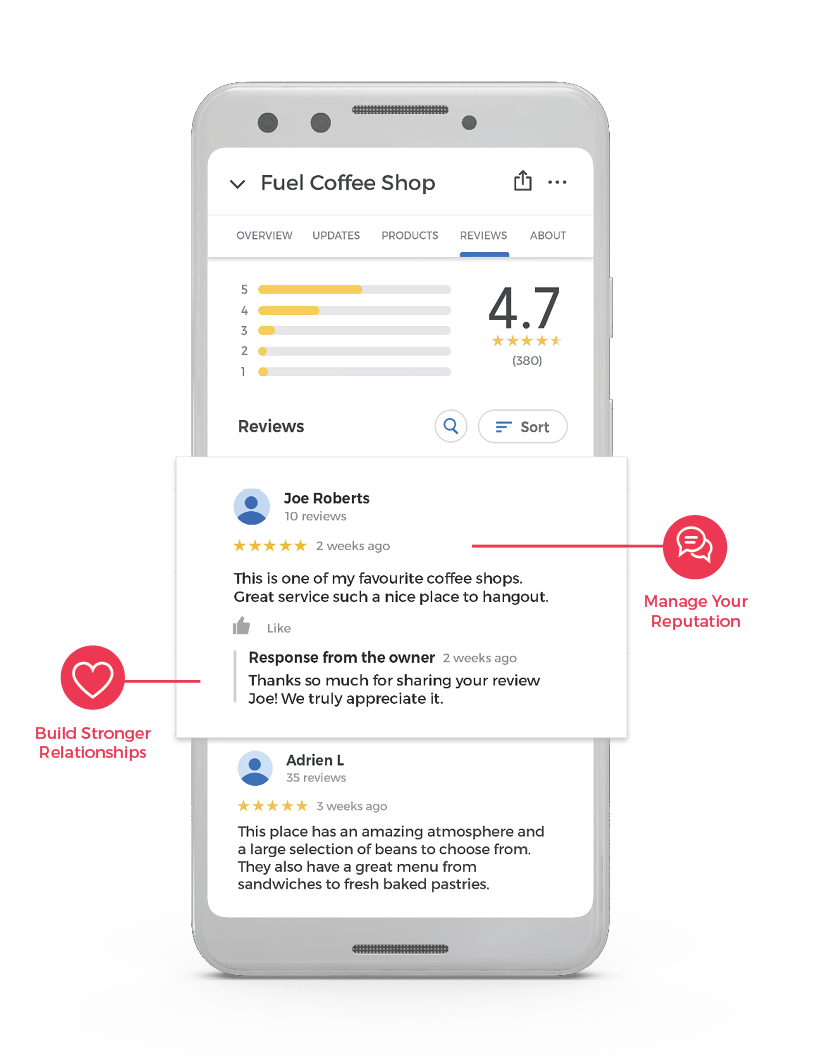 Fuel Coffee Shop
OVERVIEW UPDATES PRODUCTS REVIEWS ABOUT
5
4
3
2
1
4.7
(380)
Reviews
Sort
Joe Roberts
10 reviews
2 weeks ago
This is one of my favourite coffee shops.
Great service such a nice place to hangout.
Like
Response from the owner 2 weeks ago
Thanks so much for sharing your review
Joe! We truly appreciate it.
Manage Your
Reputation
Build Stronger
Relationships
Adrien L
35 reviews
3 weeks ago
This place has an amazing atmosphere and
a large selection of beans to choose from.
They also have a great menu from
sandwiches to fresh baked pastries.